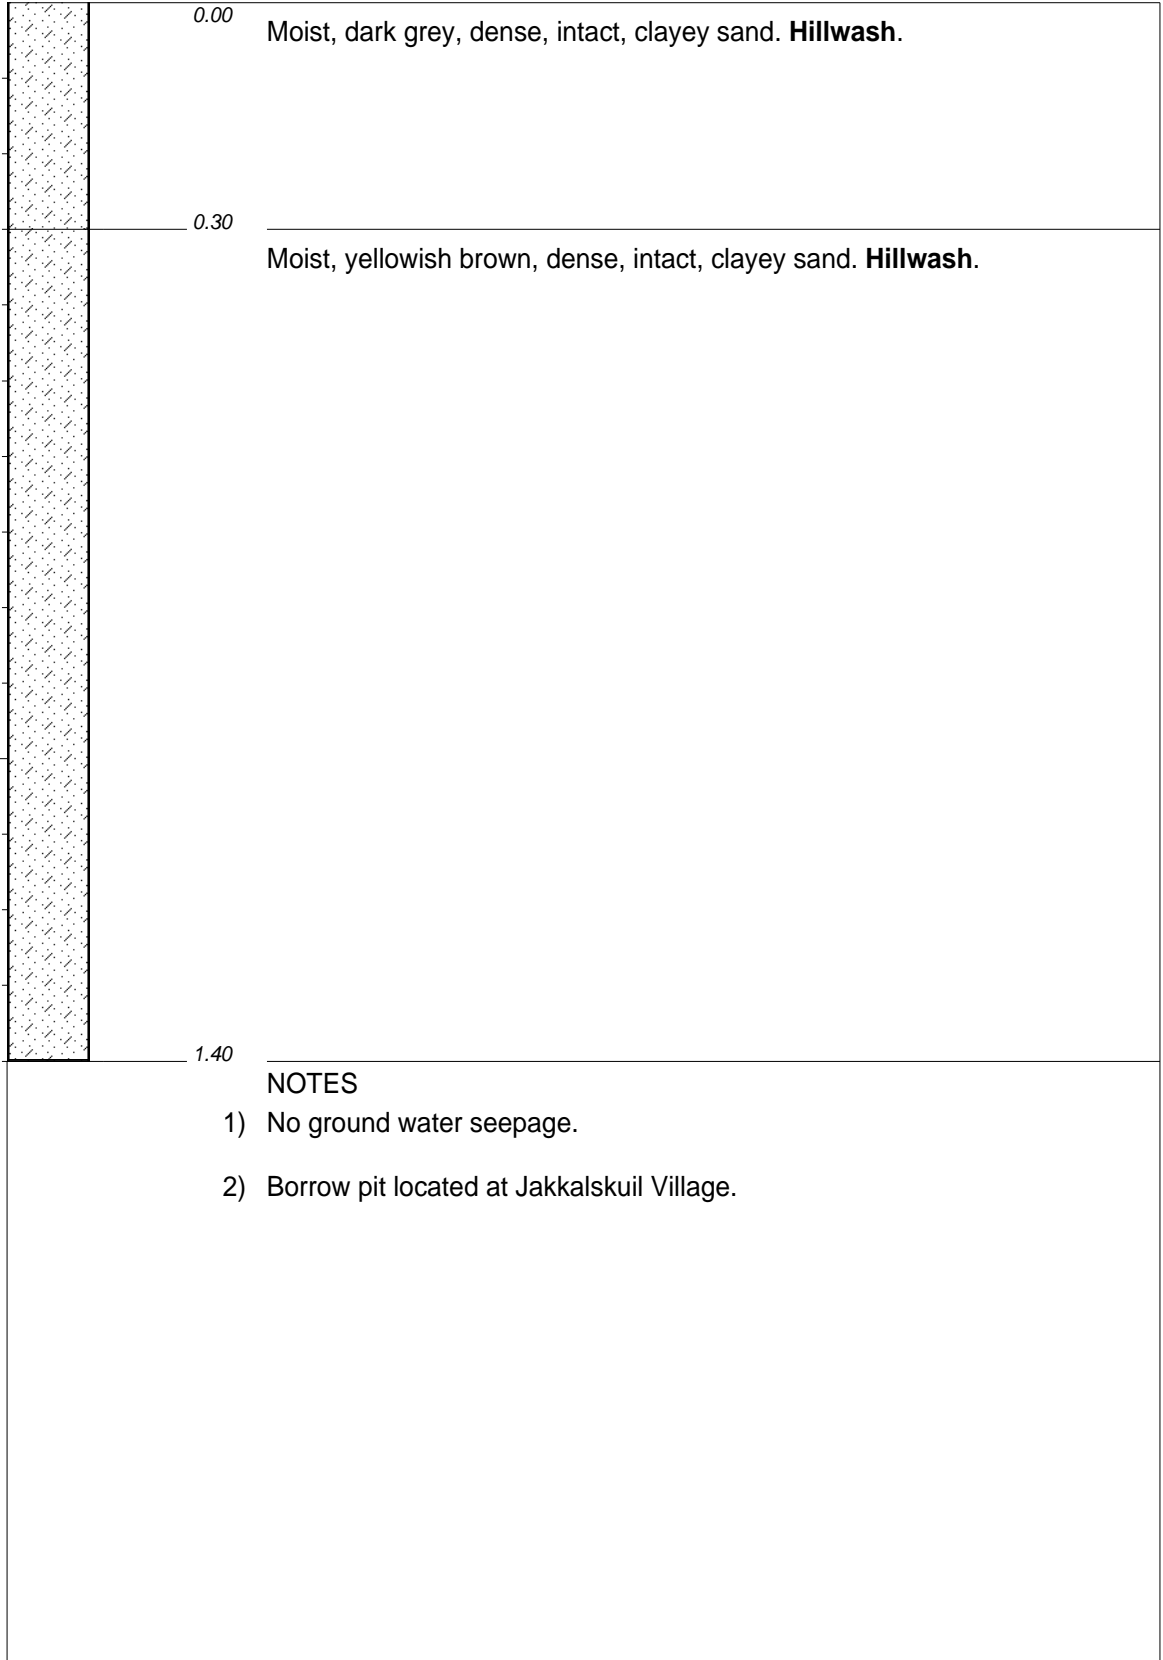 0.00
Moist, dark grey, dense, intact, clayey sand. Hillwash.
0.30
Moist, yellowish brown, dense, intact, clayey sand. Hillwash.
1.40
NOTES
1) No ground water seepage.
2) Borrow pit located at Jakkalskuil Village.